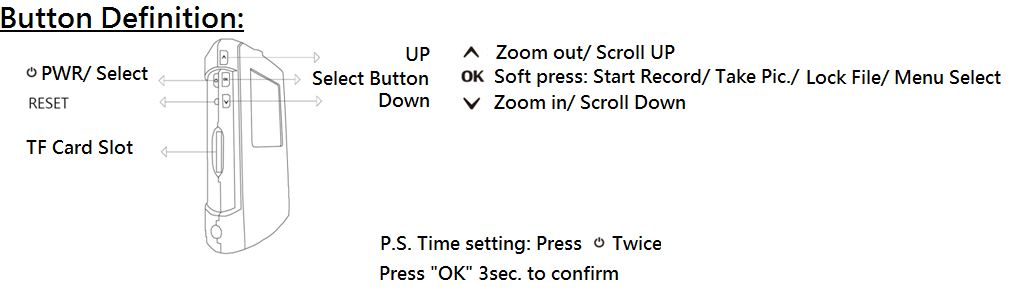 Button Definition:
UP Zoom out/ Scroll UP
PWR/ Select Select Button OK Soft press: Start Record/ Take Pic./ Lock File/ Menu Select
RESET Down Zoom in/ Scroll Down
TF Card Slot
P.S. Time setting: Press Twice
Press "OK" 3sec. to confirm